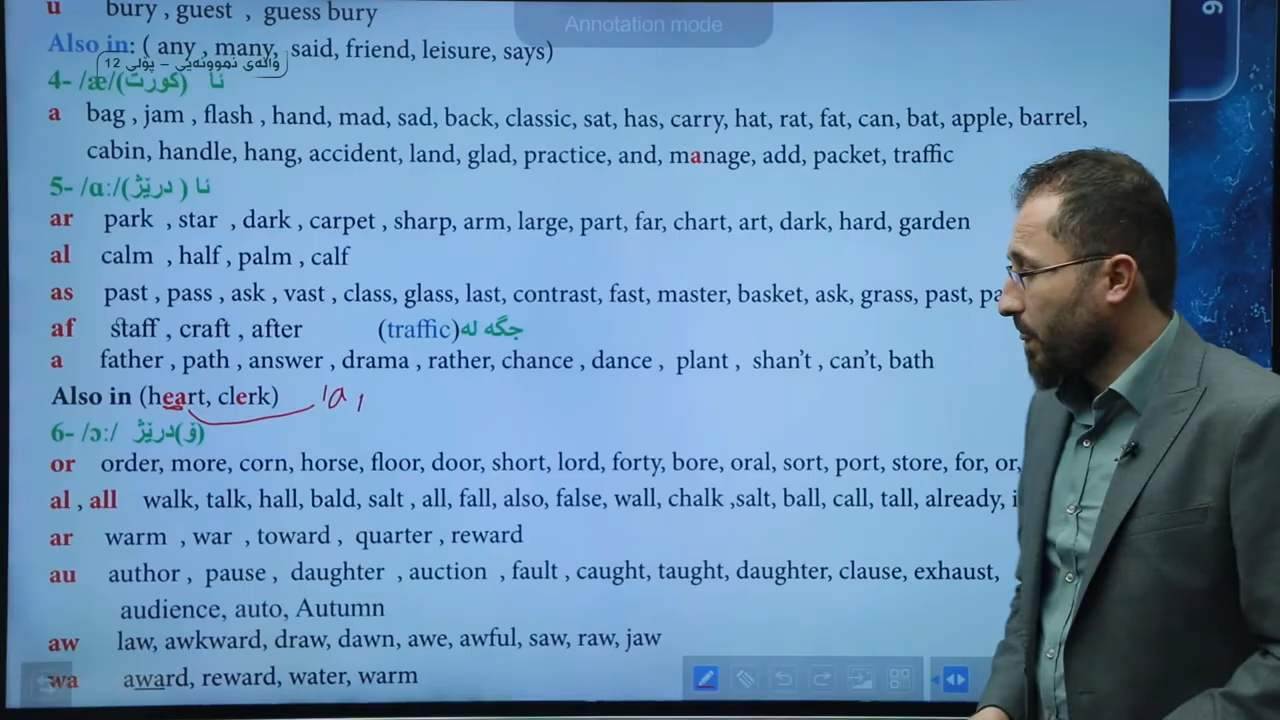 Annotation mode
u bury , guest , guess bury
Also in: ( any , many, said, friend, leisure, says)
وانەی نموونەیی – پۆلی 12
4- /æ/(کورت) ئا
a bag , jam , flash , hand, mad, sad, back, classic, sat, has, carry, hat, rat, fat, can, bat, apple, barrel,
cabin, handle, hang, accident, land, glad, practice, and, manage, add, packet, traffic
5- /ɑː/(درێژ ) ئا
ar park , star , dark , carpet , sharp, arm, large, part, far, chart, art, dark, hard, garden
al calm , half , palm , calf
as past , pass , ask , vast , class, glass, last, contrast, fast, master, basket, ask, grass, past,
af staff , craft , after (traffic)جگە لە
a father , path , answer , drama , rather, chance , dance , plant , shan't , can't, bath
Also in (heart, clerk) /a/
6- /ɔː/ درێژ(ۆ)
or order, more, corn, horse, floor, door, short, lord, forty, bore, oral, sort, port, store, for, or,
al , all walk, talk, hall, bald, salt , all, fall, also, false, wall, chalk ,salt, ball, call, tall, already,
ar warm , war , toward , quarter , reward
au author , pause , daughter , auction , fault , caught, taught, daughter, clause, exhaust,
audience, auto, Autumn
aw law, awkward, draw, dawn, awe, awful, saw, raw, jaw
wa award, reward, water, warm